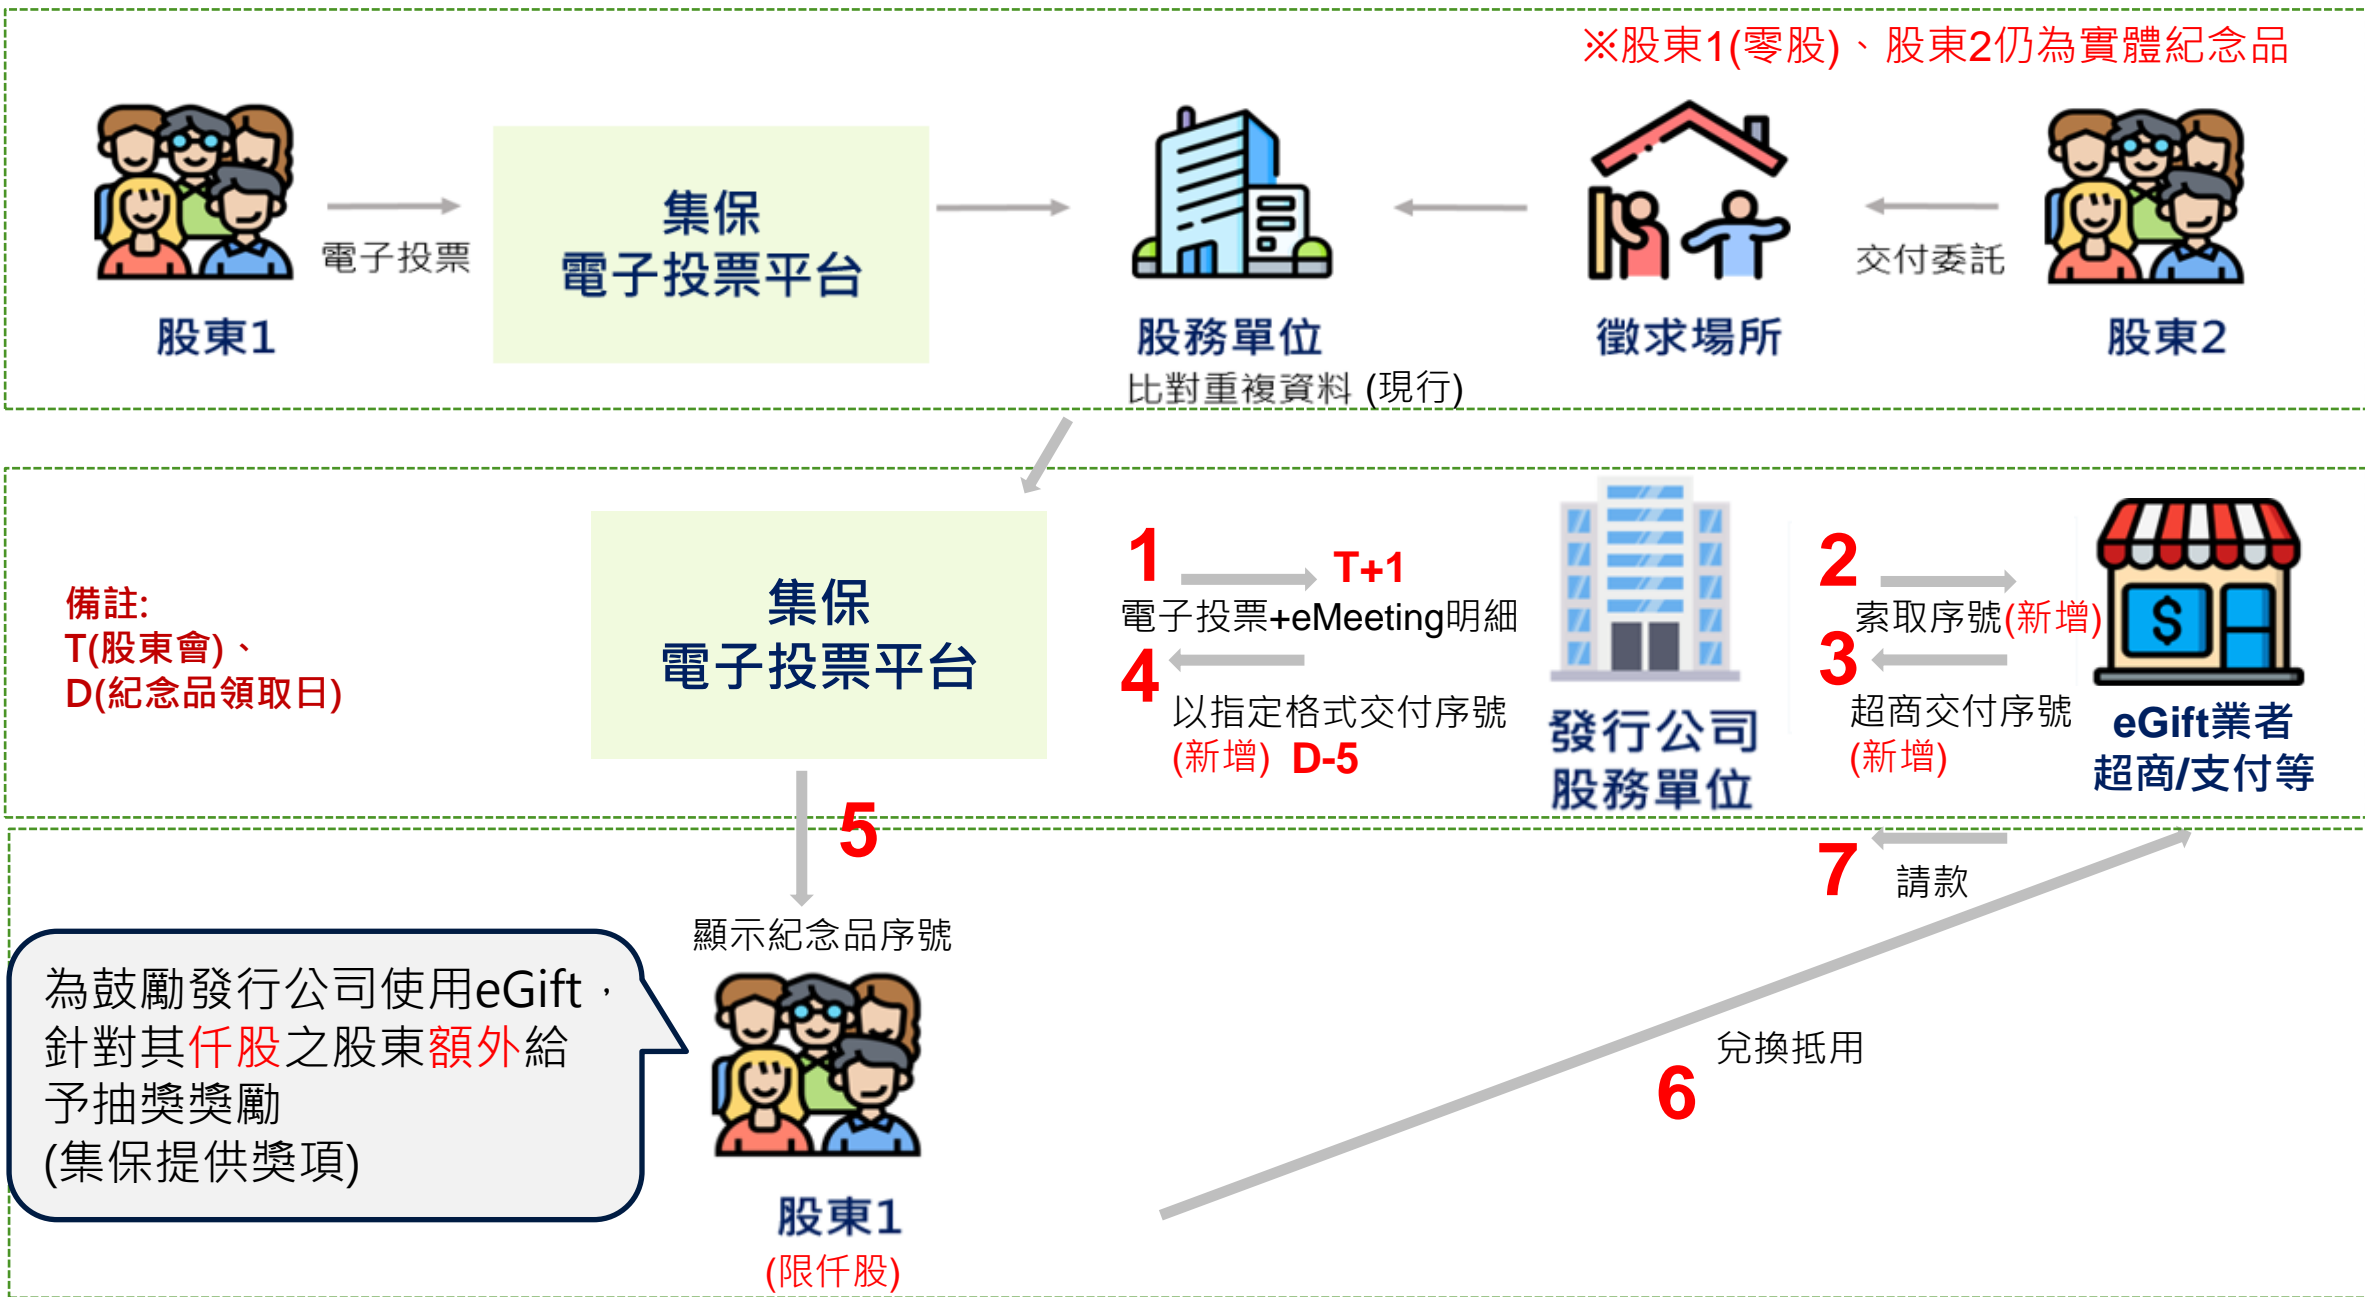 ※股東1(零股)、股東2仍為實體紀念品
電子投票
集保
電子投票平台
交付委託
股東1
股務單位
比對重複資料 (現行)
徵求場所
股東2
備註:
T(股東會)、
D(紀念品領取日)
集保
電子投票平台
1
T+1
電子投票+eMeeting明細
4
以指定格式交付序號
(新增) D-5
發行公司
股務單位
2
索取序號(新增)
3
超商交付序號
(新增)
eGift業者
超商/支付等
5
顯示紀念品序號
7
請款
為鼓勵發行公司使用eGift，
針對其仟股之股東額外給
予抽獎獎勵
(集保提供獎項)
兌換抵用
6
股東1
(限仟股)